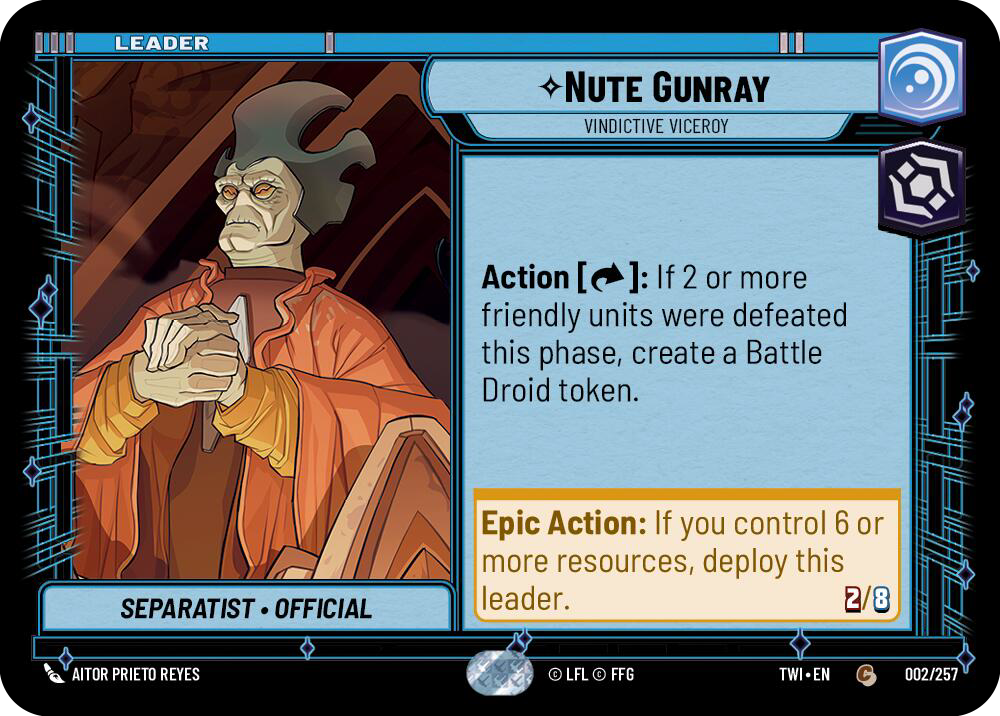 LEADER
NUTE GUNRAY
VINDICTIVE VICEROY
Action [ ]: If 2 or more
friendly units were defeated
this phase, create a Battle
Droid token.
Epic Action: If you control 6 or
more resources, deploy this
leader.
2/8
SEPARATIST • OFFICIAL
AITOR PRIETO REYES
© LFL © FFG
TWI • EN
C
002/257